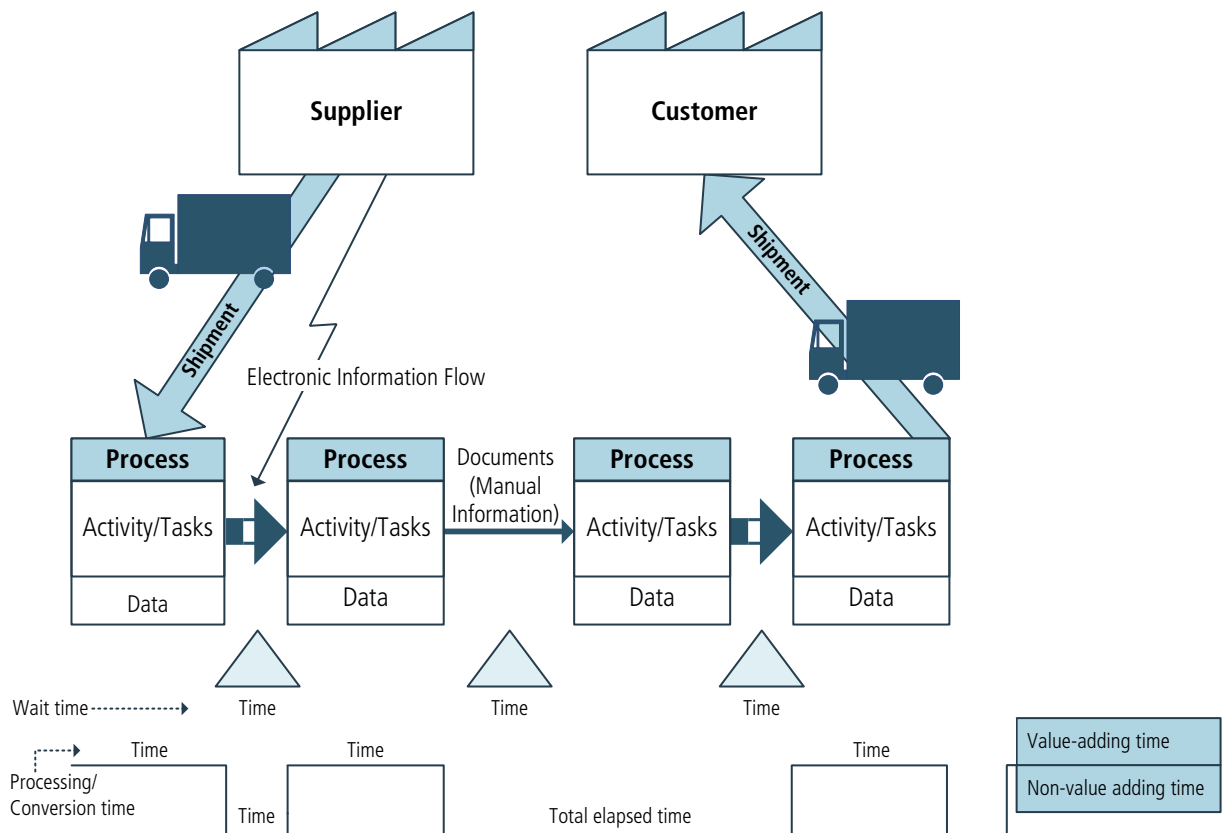 Supplier
Customer
Shipment
Shipment
Electronic Information Flow
Process
Process
Documents
(Manual
Information)
Process
Process
Activity/Tasks
Activity/Tasks
Activity/Tasks
Activity/Tasks
Data
Data
Data
Data
Wait time
Time
Time
Time
Time
Time
Time
Processing/
Conversion time
Time
Total elapsed time
Value-adding time
Non-value adding time